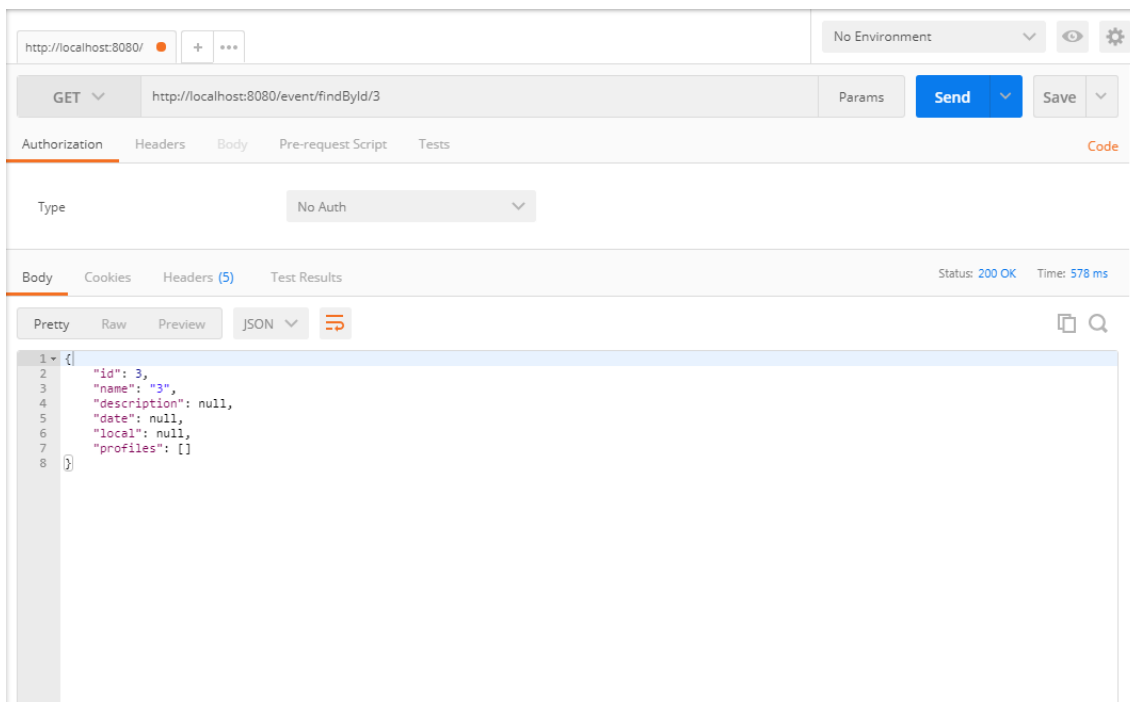 http://localhost:8080/ + ••• No Environment
GET http://localhost:8080/event/findById/3 Params Send Save
Authorization Headers Body Pre-request Script Tests Code
Type No Auth
Body Cookies Headers (5) Test Results Status: 200 OK Time: 578 ms
Pretty Raw Preview JSON
1 {
2 "id": 3,
3 "name": "3",
4 "description": null,
5 "date": null,
6 "local": null,
7 "profiles": []
8 }